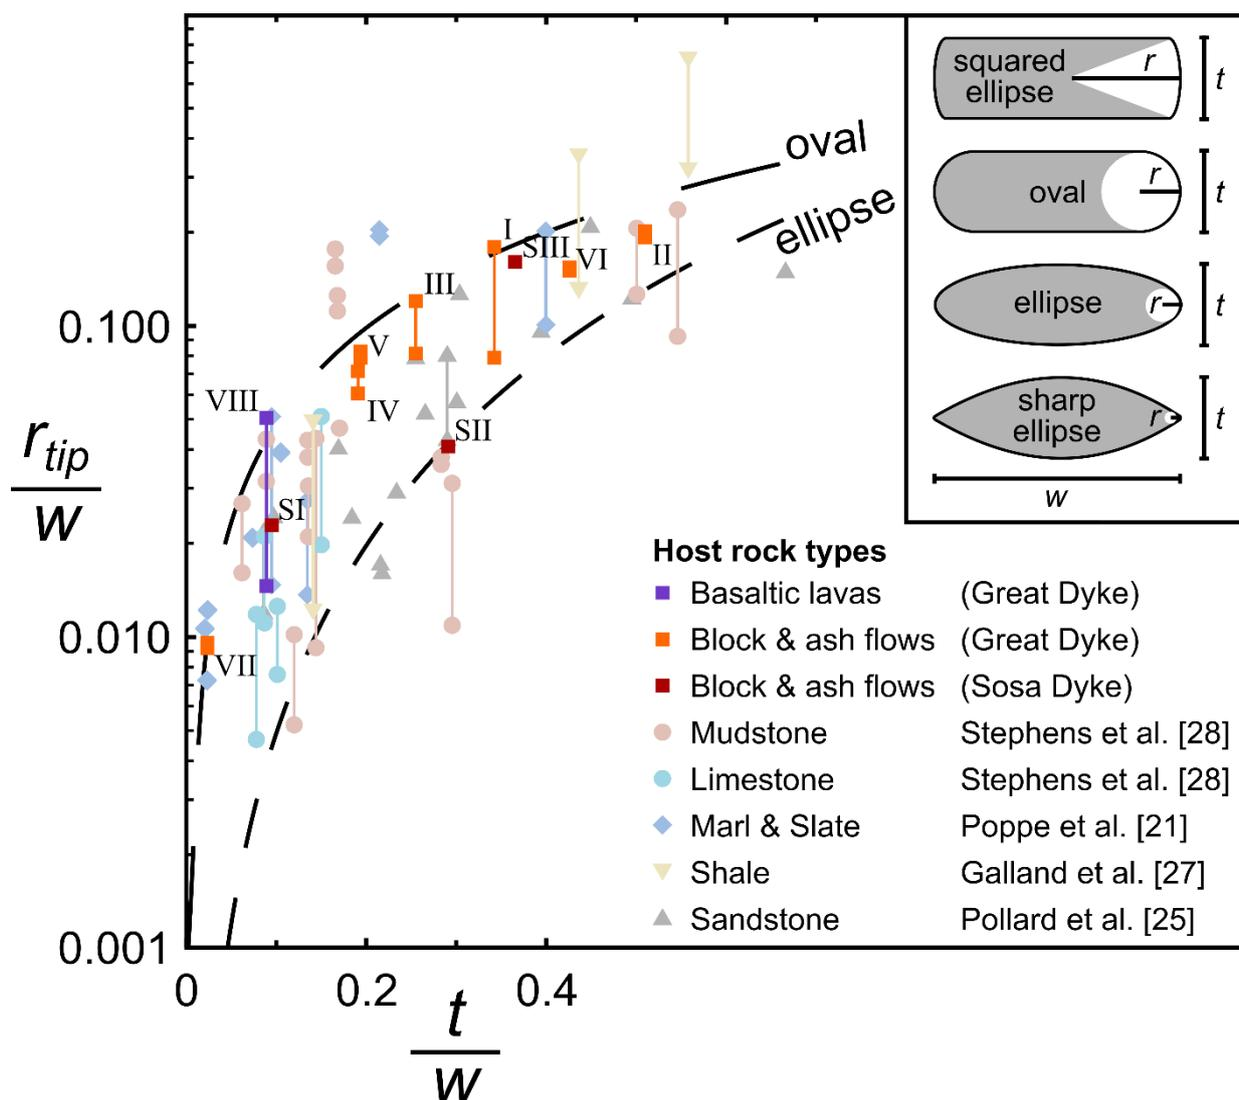 oval
ellipse
I
SIII
VI
II
III
V
IV
VIII
SII
SI
VII
0.100
0.010
0.001
r tip
w
0
0.2
0.4
t
w
squared
ellipse
r
t
oval
r
t
ellipse
r
t
sharp
ellipse
r
t
w
Host rock types
Basaltic lavas (Great Dyke)
Block & ash flows (Great Dyke)
Block & ash flows (Sosa Dyke)
Mudstone Stephens et al. [28]
Limestone Stephens et al. [28]
Marl & Slate Poppe et al. [21]
Shale Galland et al. [27]
Sandstone Pollard et al. [25]